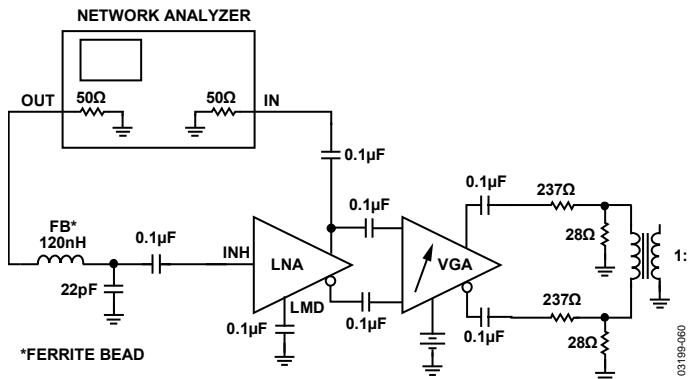 NETWORK ANALYZER
OUT
50Ω
50Ω
IN
0.1µF
0.1µF
0.1µF
237Ω
28Ω
1:
FB*
120nH
0.1µF
INH
LNA
VGA
22pF
LMD
0.1µF
0.1µF
0.1µF
237Ω
28Ω
*FERRITE BEAD
03199-060